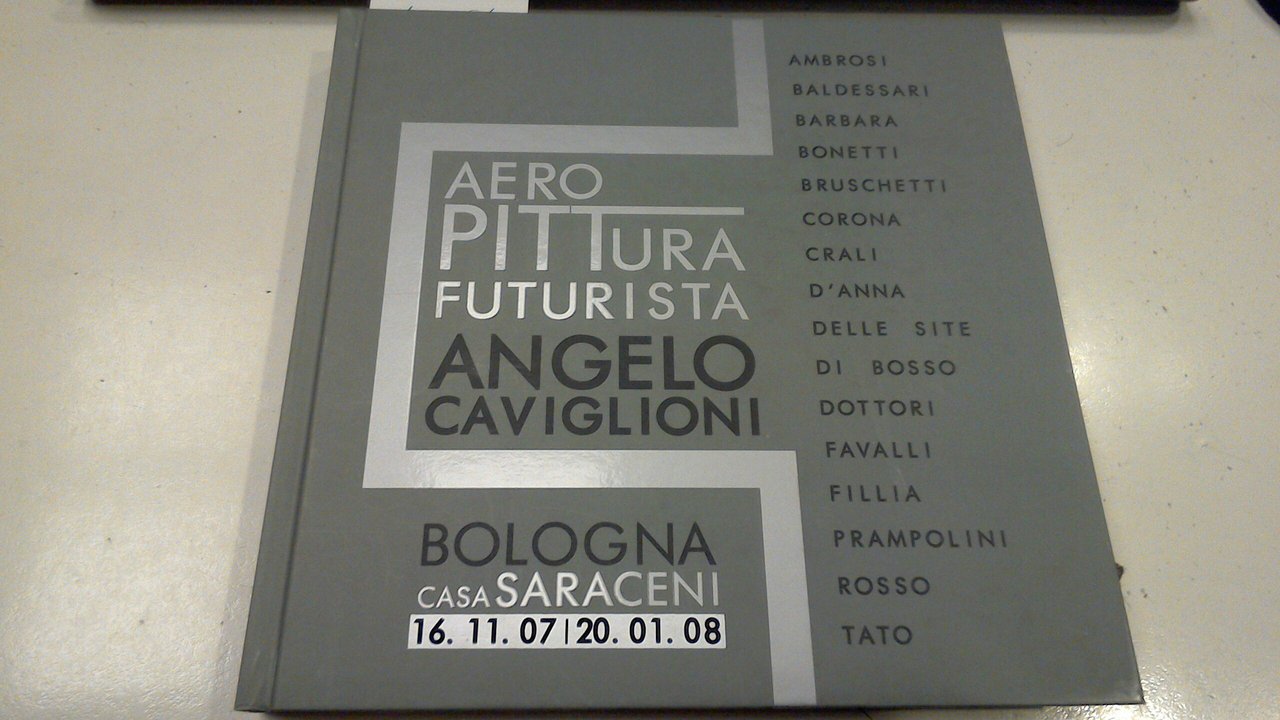 AERO
PITTURA
FUTURISTA
ANGELO
CAVIGLIONI
BOLOGNA
CASA SARACENI
16. 11. 07 | 20. 01. 08
AMBROSI
BALDESSARI
BARBARA
BONETTI
BRUSCHETTI
CORONA
CRALI
D'ANNA
DELLE SITE
DI BOSSO
DOTTORI
FAVALLI
FILLIA
PRAMPOLINI
ROSSO
TATO